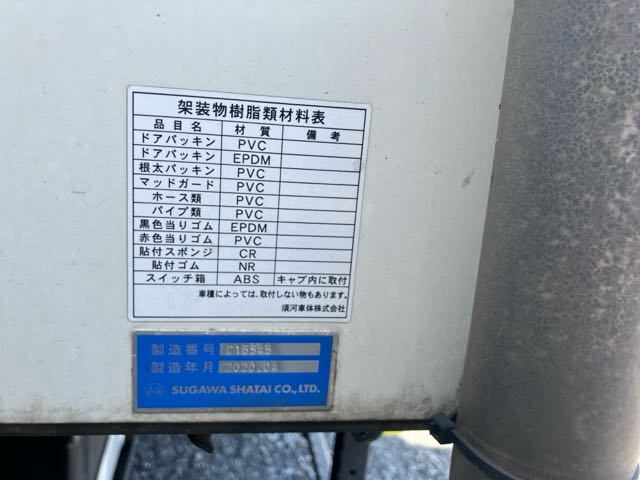 架装物樹脂類材料表
品目名 材質 備考
ドアパッキン PVC
ドアパッキン EPDM
根太パッキン PVC
マッドガード PVC
ホース類 PVC
パイプ類 PVC
黒色当りゴム EPDM
赤色当りゴム PVC
貼付スポンジ CR
貼付ゴム NR
スイッチ箱 ABS キャブ内に取付
車種によっては、取付しない物もあります。
須河車体株式会社
製造番号 C16545
製造年月 2020.04
SUGAWA SHATAI CO.,LTD.